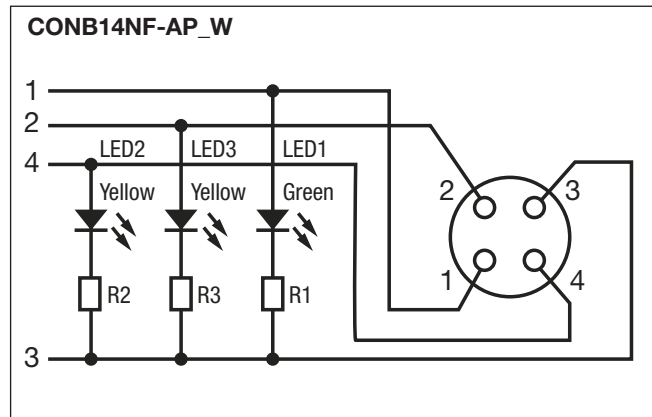 CONB14NF-AP_W
1
2
4
LED2 LED3 LED1
Yellow Yellow Green
2 3
1 4
R2 R3 R1
3